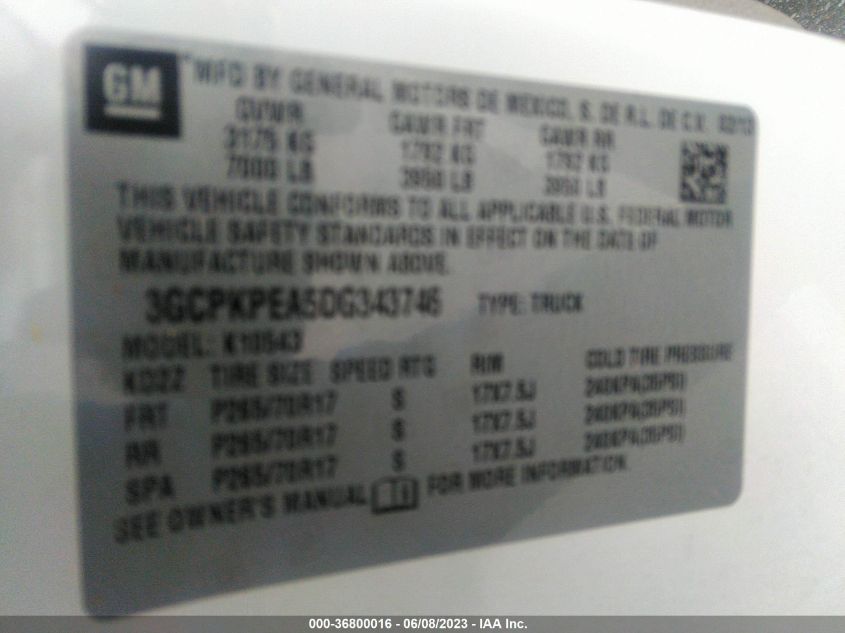 GM
MFD BY GENERAL MOTORS DE MEXICO, S. DE R.L. DE C.V.
GVWR GAWR FRT GAWR RR
3175 KG 1792 KG 1792 KG
7000 LB 3950 LB 3950 LB
THIS VEHICLE CONFORMS TO ALL APPLICABLE U.S. FEDERAL MOTOR
VEHICLE SAFETY STANDARDS IN EFFECT ON THE DATE OF
MANUFACTURE SHOWN ABOVE.
3GCPKPEA5DG343746 TYPE: TRUCK
MODEL: K10543
TIRE SIZE SPEED RTG RIM COLD TIRE PRESSURE
FRT P265/70R17 S 17X7.5J 240KPA(35PSI)
RR P265/70R17 S 17X7.5J 240KPA(35PSI)
SPA P265/70R17 S 17X7.5J 240KPA(35PSI)
SEE OWNER'S MANUAL FOR MORE INFORMATION.
000-36800016 - 06/08/2023 - IAA Inc.